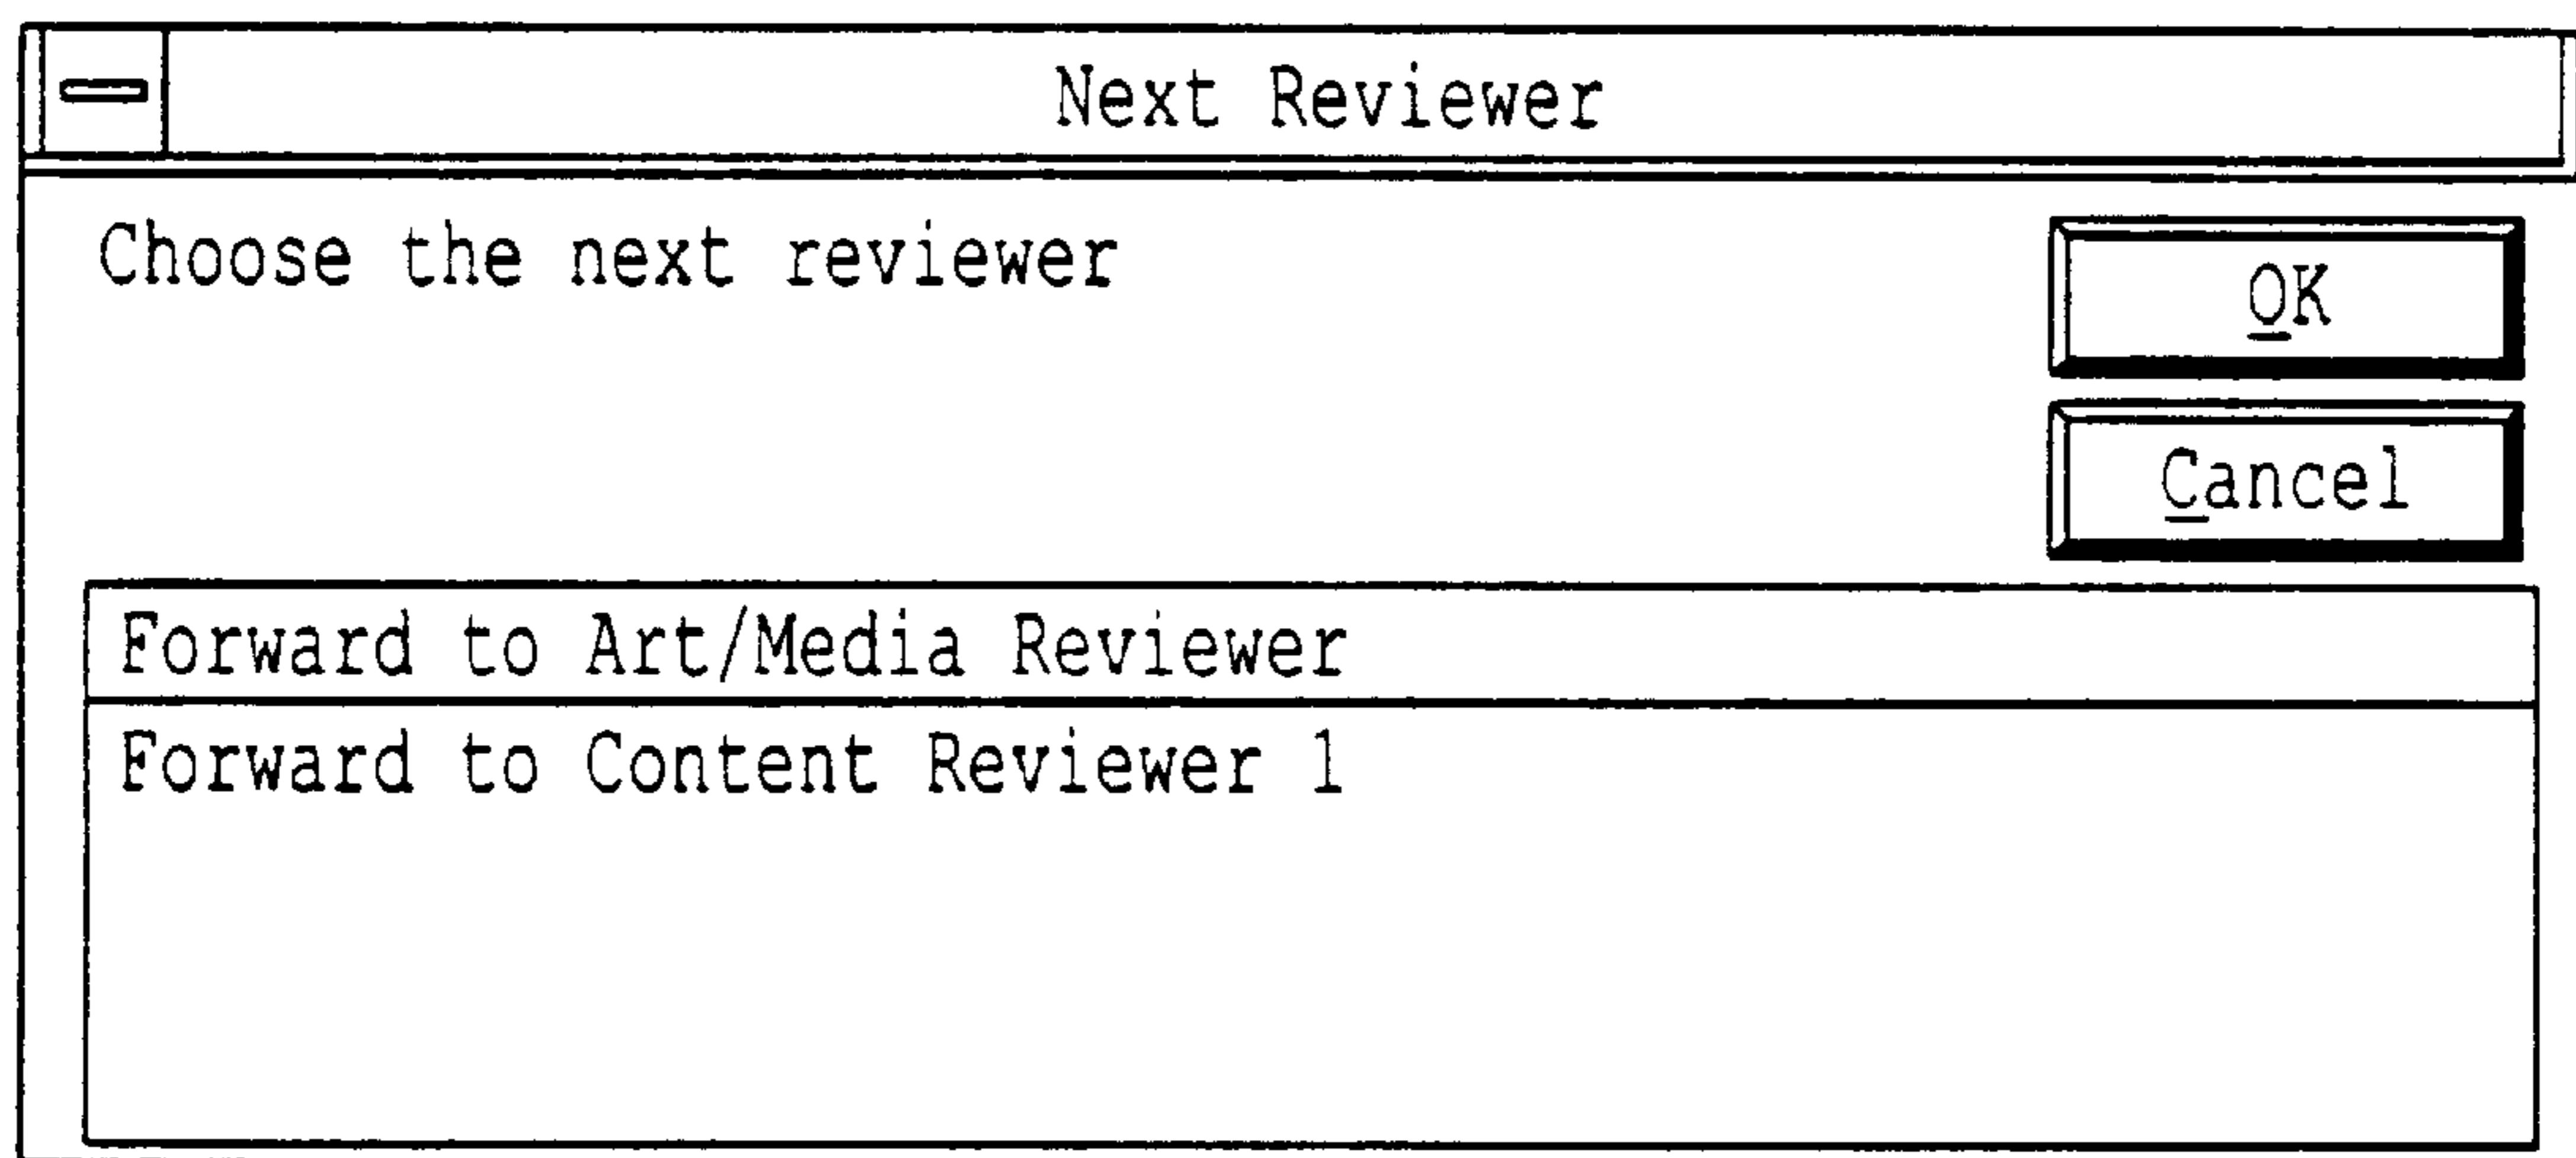 Next Reviewer
Choose the next reviewer
OK
Cancel
Forward to Art/Media Reviewer
Forward to Content Reviewer 1